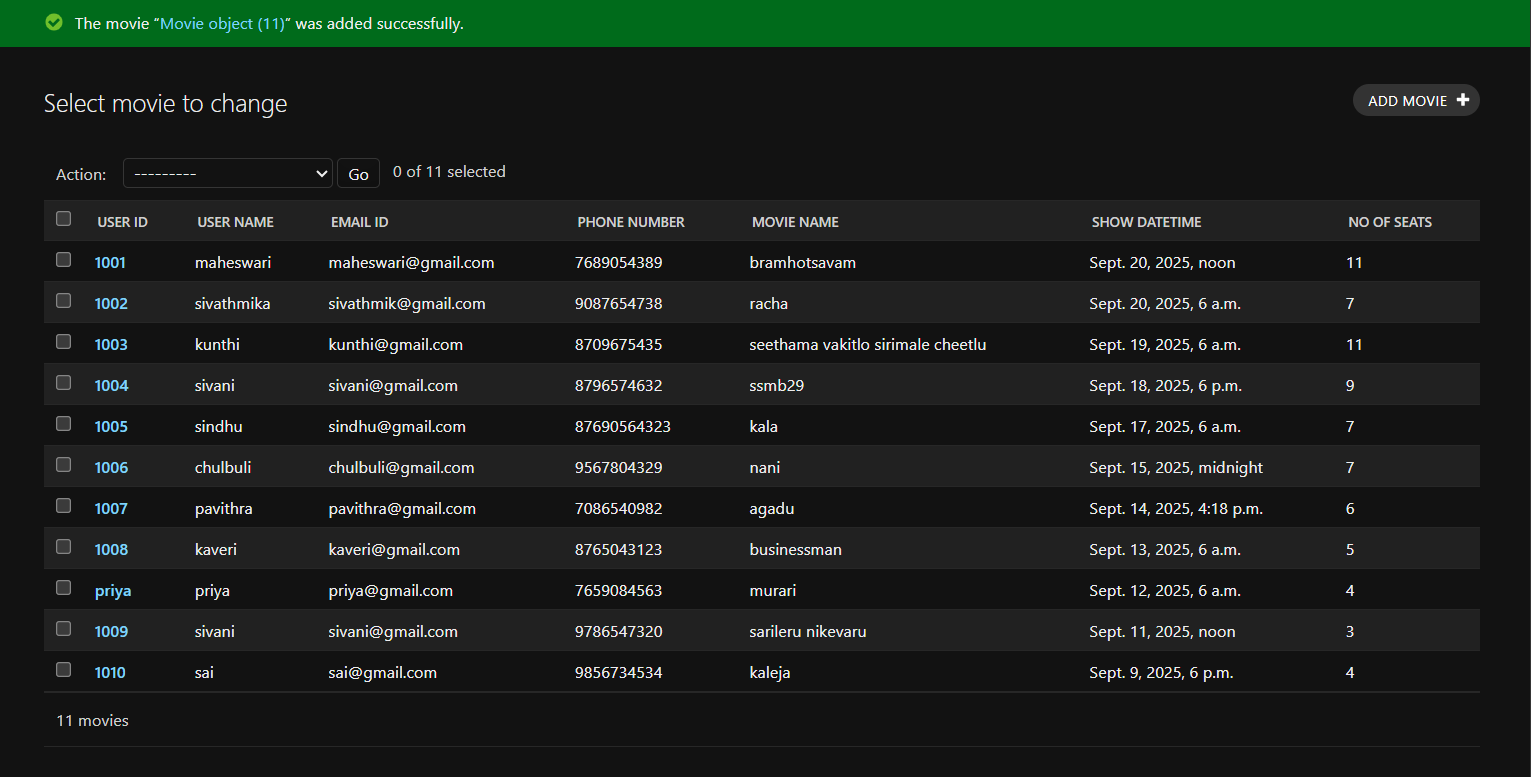 The movie “Movie object (11)” was added successfully.
Select movie to change
ADD MOVIE +
Action: --------- Go 0 of 11 selected
USER ID USER NAME EMAIL ID PHONE NUMBER MOVIE NAME SHOW DATETIME NO OF SEATS
1001 maheswari maheswari@gmail.com 7689054389 bramhotsavam Sept. 20, 2025, noon 11
1002 sivathmika sivathmik@gmail.com 9087654738 racha Sept. 20, 2025, 6 a.m. 7
1003 kunthi kunthi@gmail.com 8709675435 seethama vakitlo sirimale cheetlu Sept. 19, 2025, 6 a.m. 11
1004 sivani sivani@gmail.com 8796574632 ssmb29 Sept. 18, 2025, 6 p.m. 9
1005 sindhu sindhu@gmail.com 87690564323 kala Sept. 17, 2025, 6 a.m. 7
1006 chulbuli chulbuli@gmail.com 9567804329 nani Sept. 15, 2025, midnight 7
1007 pavithra pavithra@gmail.com 7086540982 agadu Sept. 14, 2025, 4:18 p.m. 6
1008 kaveri kaveri@gmail.com 8765043123 businessman Sept. 13, 2025, 6 a.m. 5
priya priya priya@gmail.com 7659084563 murari Sept. 12, 2025, 6 a.m. 4
1009 sivani sivani@gmail.com 9786547320 sarileru nikevaru Sept. 11, 2025, noon 3
1010 sai sai@gmail.com 9856734534 kaleja Sept. 9, 2025, 6 p.m. 4
11 movies